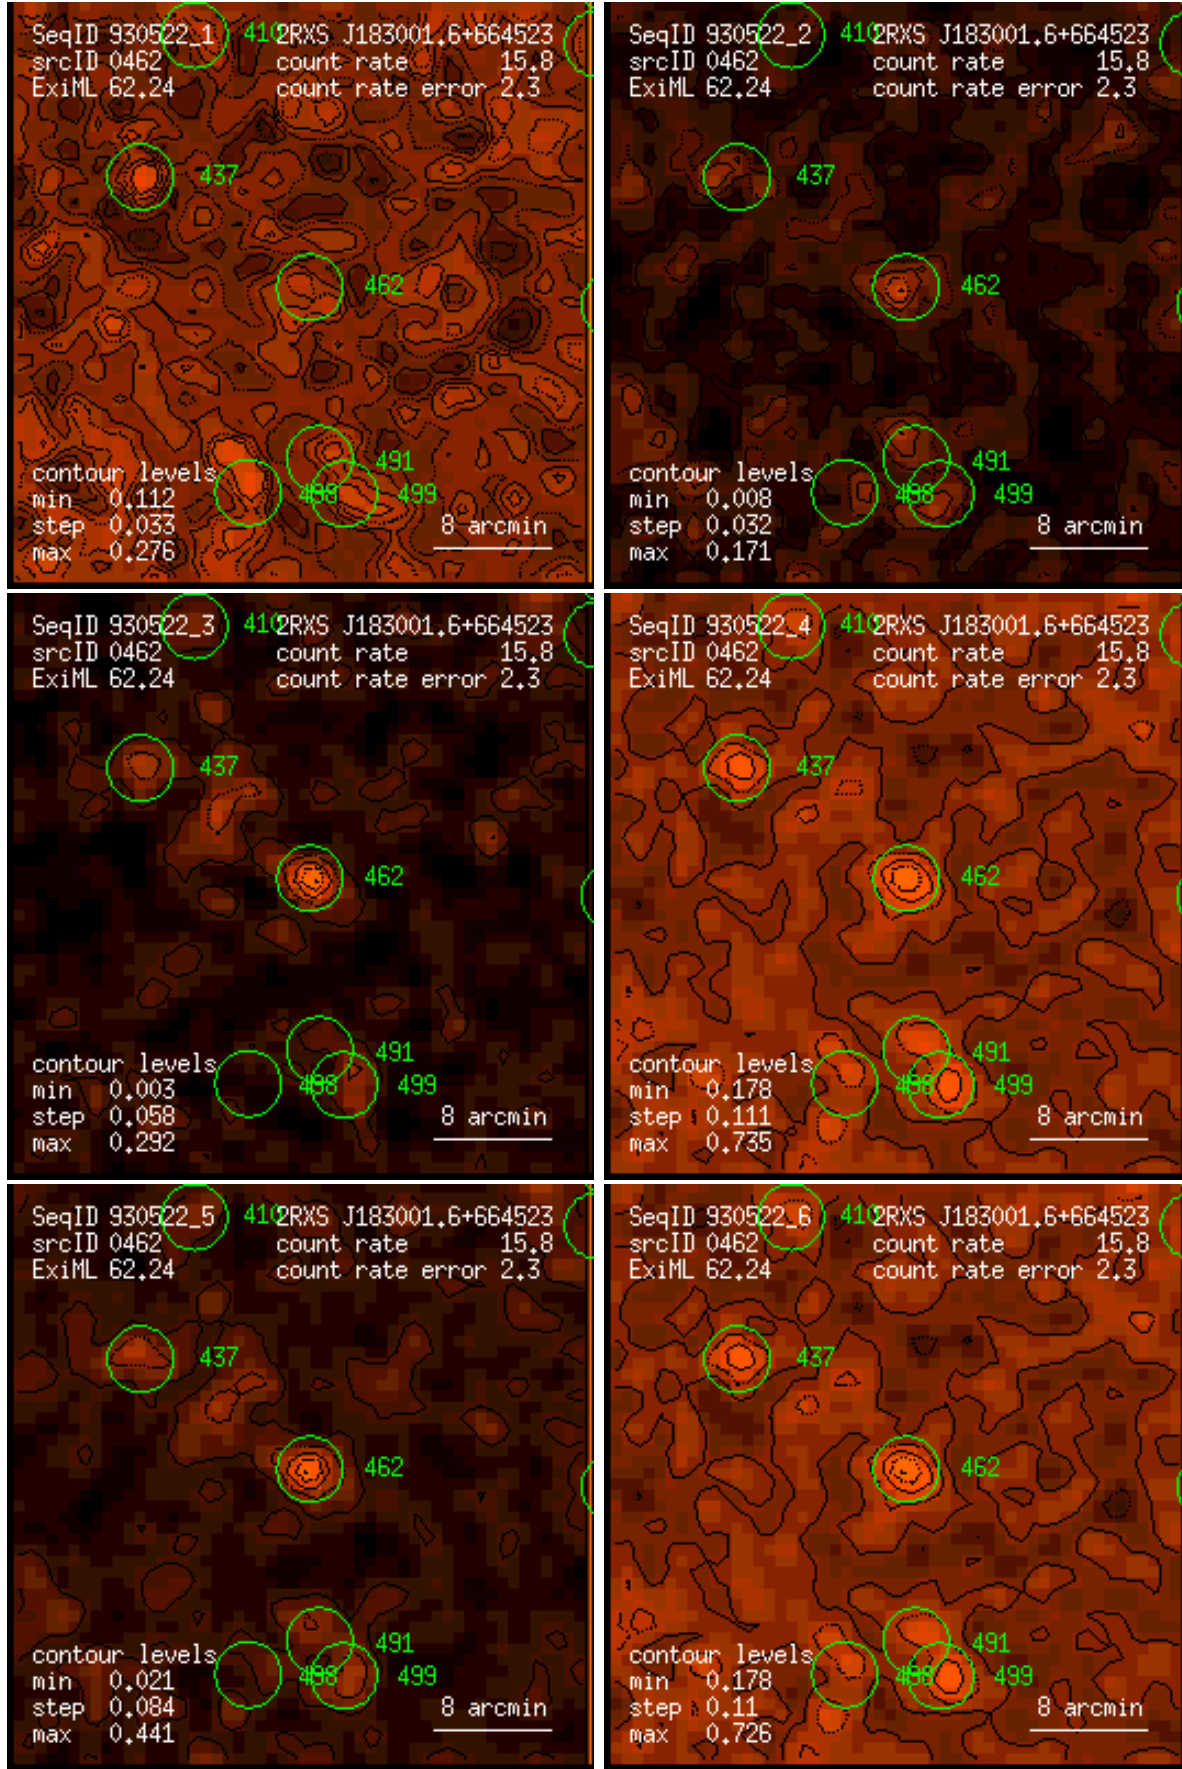 SeqID 930522_1 410 2RXS J183001.6+664523
srcID 0462 count rate 15.8
ExiML 62.24 count rate error 2.3
437
462
491
contour levels
min 0.112 498 499
step 0.033 8 arcmin
max 0.276
SeqID 930522_2 410 2RXS J183001.6+664523
srcID 0462 count rate 15.8
ExiML 62.24 count rate error 2.3
437
462
491
contour levels
min 0.008 498 499
step 0.032 8 arcmin
max 0.171
SeqID 930522_3 410 2RXS J183001.6+664523
srcID 0462 count rate 15.8
ExiML 62.24 count rate error 2.3
437
462
491
contour levels
min 0.003 498 499
step 0.058 8 arcmin
max 0.292
SeqID 930522_4 410 2RXS J183001.6+664523
srcID 0462 count rate 15.8
ExiML 62.24 count rate error 2.3
437
462
491
contour levels
min 0.178 498 499
step 0.111 8 arcmin
max 0.735
SeqID 930522_5 410 2RXS J183001.6+664523
srcID 0462 count rate 15.8
ExiML 62.24 count rate error 2.3
437
462
491
contour levels
min 0.021 498 499
step 0.084 8 arcmin
max 0.441
SeqID 930522_6 410 2RXS J183001.6+664523
srcID 0462 count rate 15.8
ExiML 62.24 count rate error 2.3
437
462
491
contour levels
min 0.178 498 499
step 0.11 8 arcmin
max 0.726